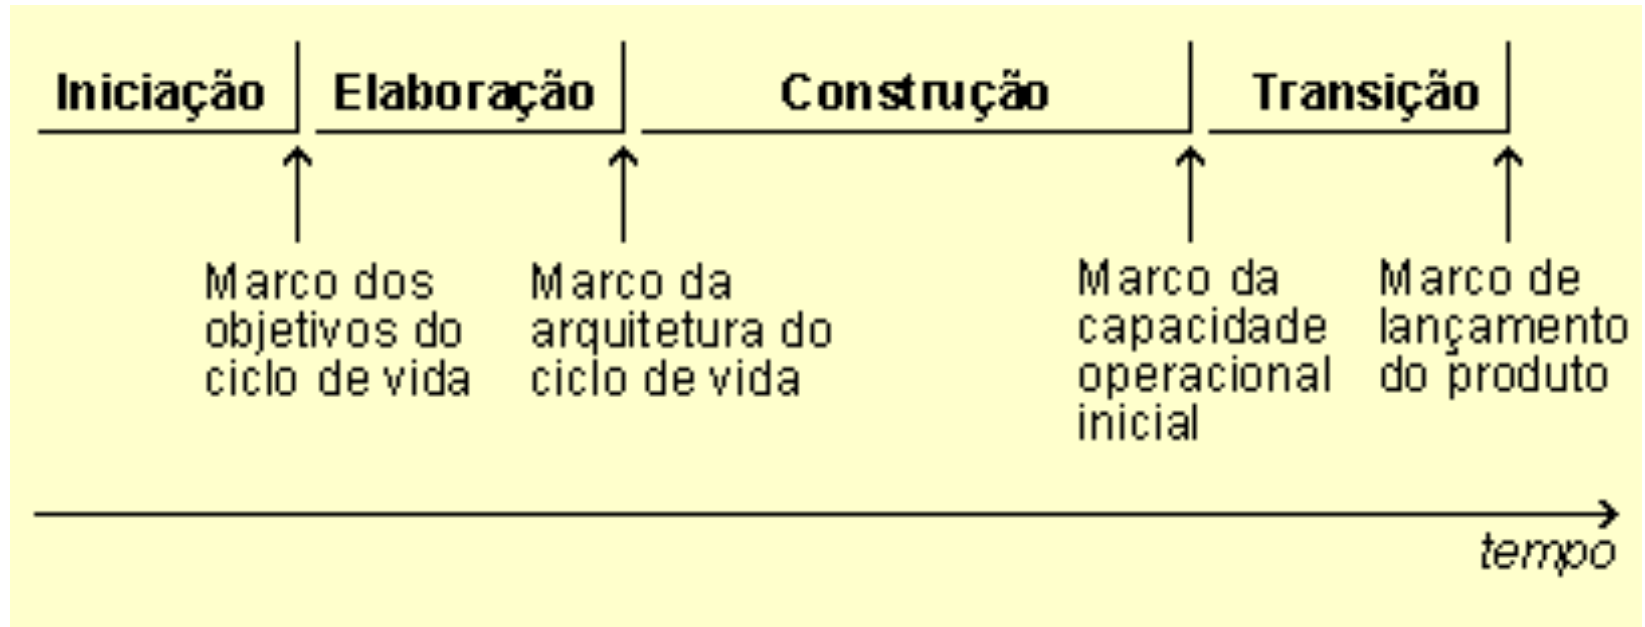 Iniciação Elaboração Construção Transição
Marco dos
objetivos do
ciclo de vida
Marco da
arquitetura do
ciclo de vida
Marco da
capacidade
operacional
inicial
Marco de
lançamento
do produto
tempo